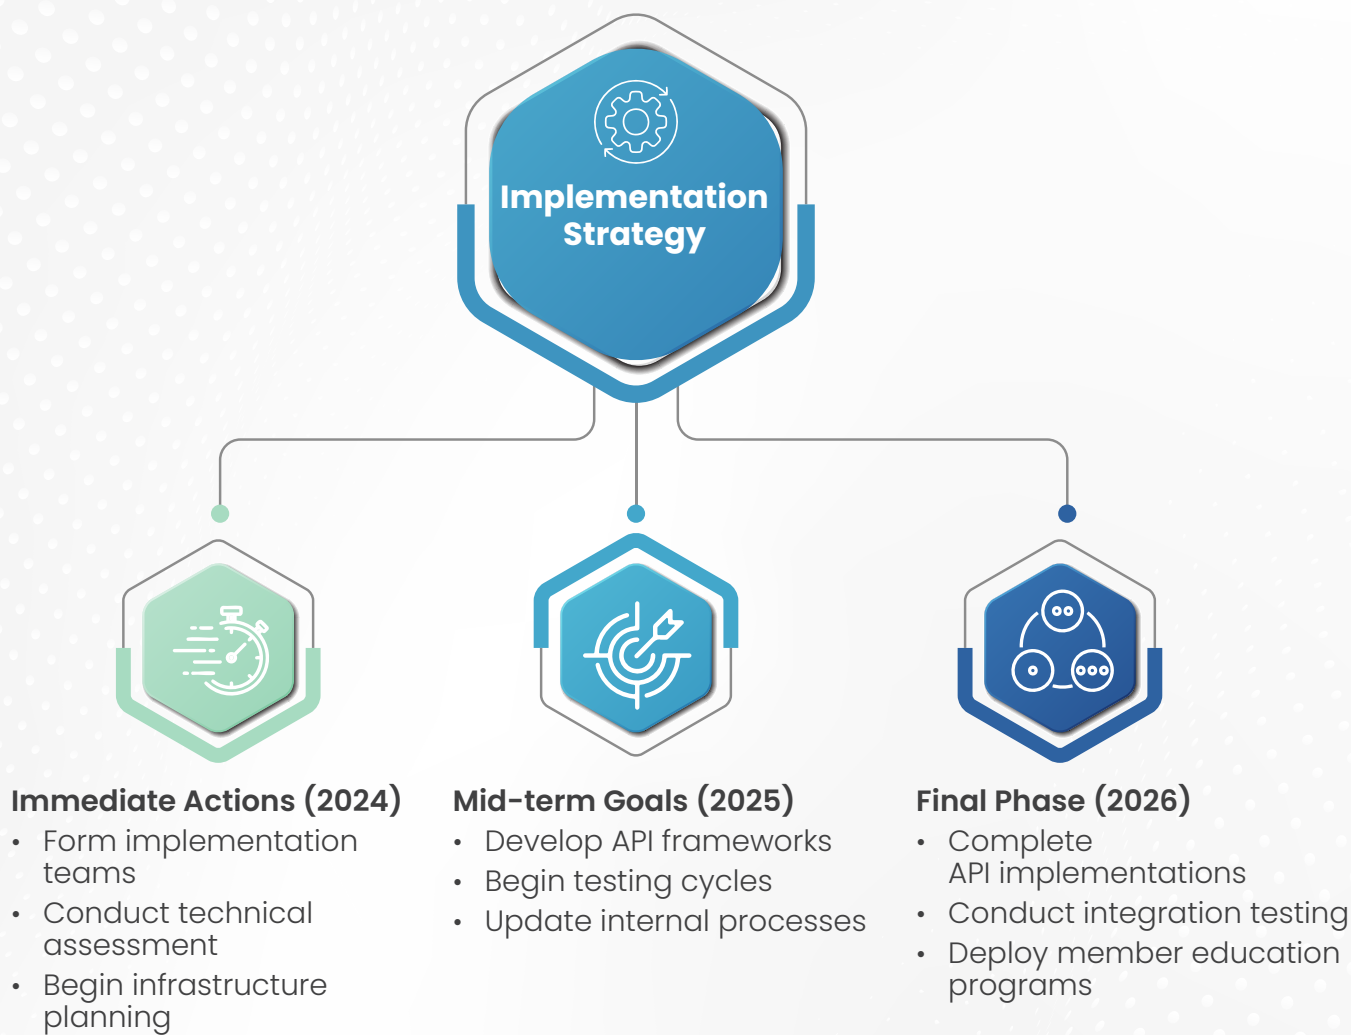 Implementation
Strategy
Immediate Actions (2024)
• Form implementation
teams
• Conduct technical
assessment
• Begin infrastructure
planning
Mid-term Goals (2025)
• Develop API frameworks
• Begin testing cycles
• Update internal processes
Final Phase (2026)
• Complete
API implementations
• Conduct integration testing
• Deploy member education
programs